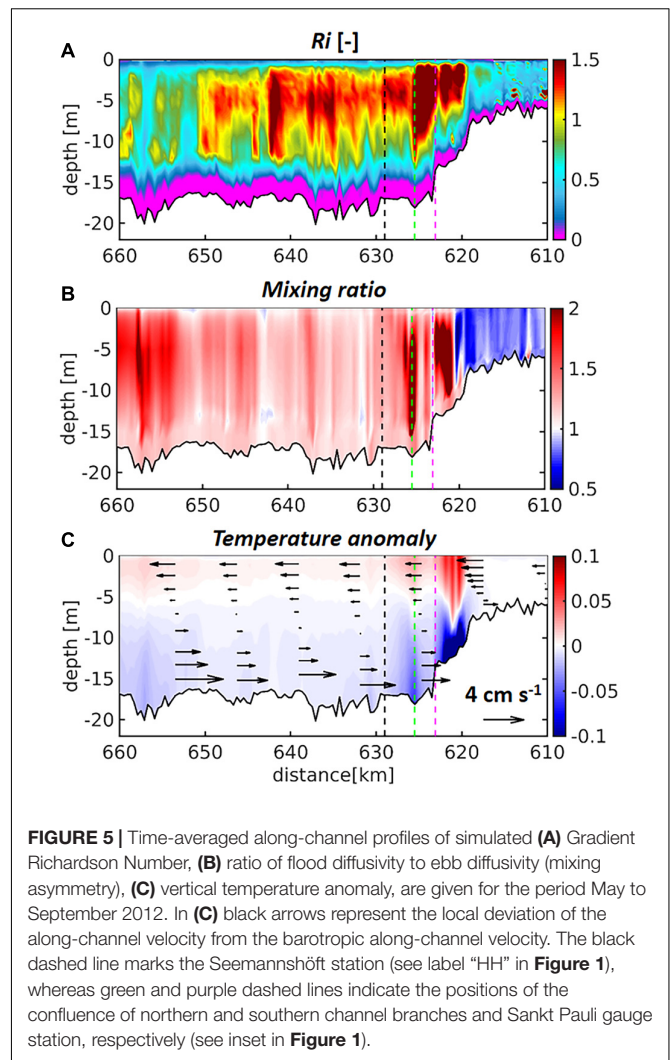 A
Ri [-]
0
-5
-10
-15
-20
depth [m]
660 650 640 630 620 610
1.5
1
0.5
0
B
Mixing ratio
0
-5
-10
-15
-20
depth [m]
660 650 640 630 620 610
2
1.5
1
0.5
C
Temperature anomaly
0
-5
-10
-15
-20
depth [m]
4 cm s-1
660 650 640 630 620 610
distance[km]
0.1
0.05
0
-0.05
-0.1
FIGURE 5 | Time-averaged along-channel profiles of simulated (A) Gradient
Richardson Number, (B) ratio of flood diffusivity to ebb diffusivity (mixing
asymmetry), (C) vertical temperature anomaly, are given for the period May to
September 2012. In (C) black arrows represent the local deviation of the
along-channel velocity from the barotropic along-channel velocity. The black
dashed line marks the Seemannshöft station (see label “HH” in Figure 1),
whereas green and purple dashed lines indicate the positions of the
confluence of northern and southern channel branches and Sankt Pauli gauge
station, respectively (see inset in Figure 1).